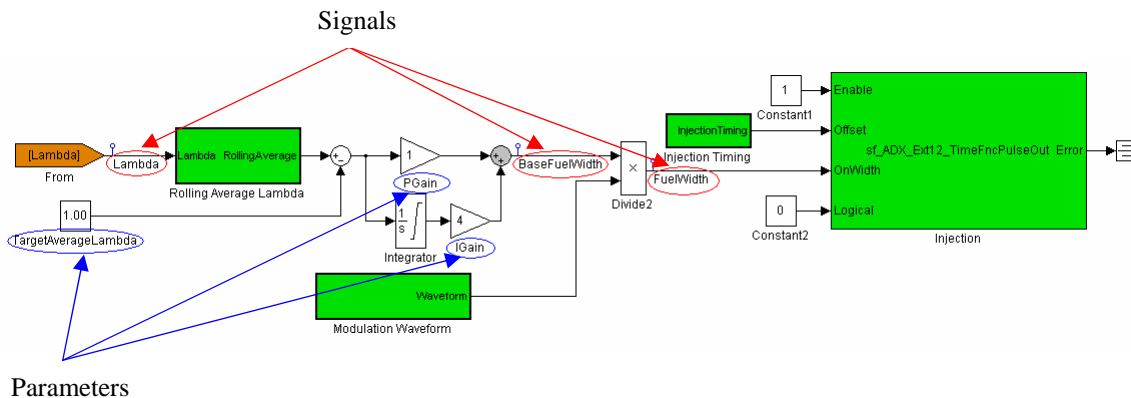 Signals
[Lambda]
From
Lambda
Lambda RollingAverage
Rolling Average Lambda
1.00
TargetAverageLambda
+
-
1
PGain
1
s
Integrator
4
IGain
+
+
BaseFuelWidth
Waveform
Modulation Waveform
×
Divide2
FuelWidth
InjectionTiming
Injection Timing
1
Constant1
0
Constant2
Enable
Offset
sf_ADX_Ext12_TimeFncPulseOut Error
OnWidth
Logical
Injection
Parameters